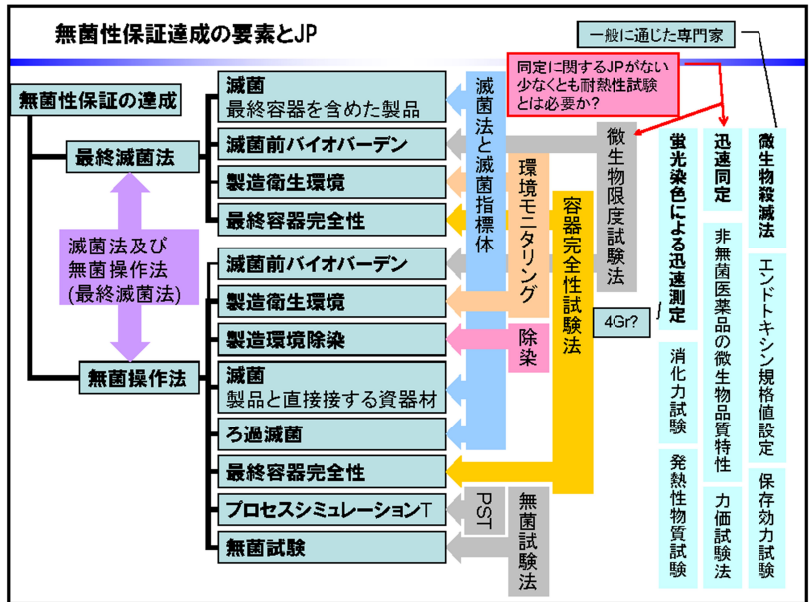 無菌性保証達成の要素とJP
一般に通じた専門家
無菌性保証の達成
最終滅菌法
滅菌法及び
無菌操作法
(最終滅菌法)
無菌操作法
滅菌
最終容器を含めた製品
滅菌前バイオバーデン
製造衛生環境
最終容器完全性
滅菌前バイオバーデン
製造衛生環境
製造環境除染
滅菌
製品と直接接する資器材
ろ過滅菌
最終容器完全性
プロセスシミュレーションT
無菌試験
滅菌法と滅菌指標体
環境モニタリング
除染
PST
無菌試験法
容器完全性試験法
微生物限度試験法
同定に関するJPがない
少なくとも耐熱性試験
とは必要か?
4Gr?
蛍光染色による迅速測定
消化力試験
発熱性物質試験
迅速同定
非無菌医薬品の微生物品質特性
力価試験法
微生物殺滅法
エンドトキシン規格値設定
保存効力試験